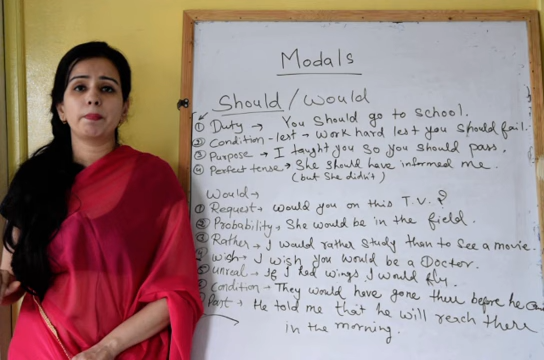 Modals
Should/Would
① Duty → You should go to school.
② Condition-lest → Work hard lest you should fail.
③ Purpose → I taught you so you should pass.
④ Perfect tense → She should have informed me.
(but she didn't)
Would →
① Request → would you on this T.V.?
② Probability → She would be in the field.
③ Rather → I would rather study than to see a movie.
④ wish → I wish you would be a Doctor.
⑤ unreal → If I had wings I would fly.
⑥ Condition → They would have gone there before he
⑦ Past → He told me that he will reach there
in the morning.